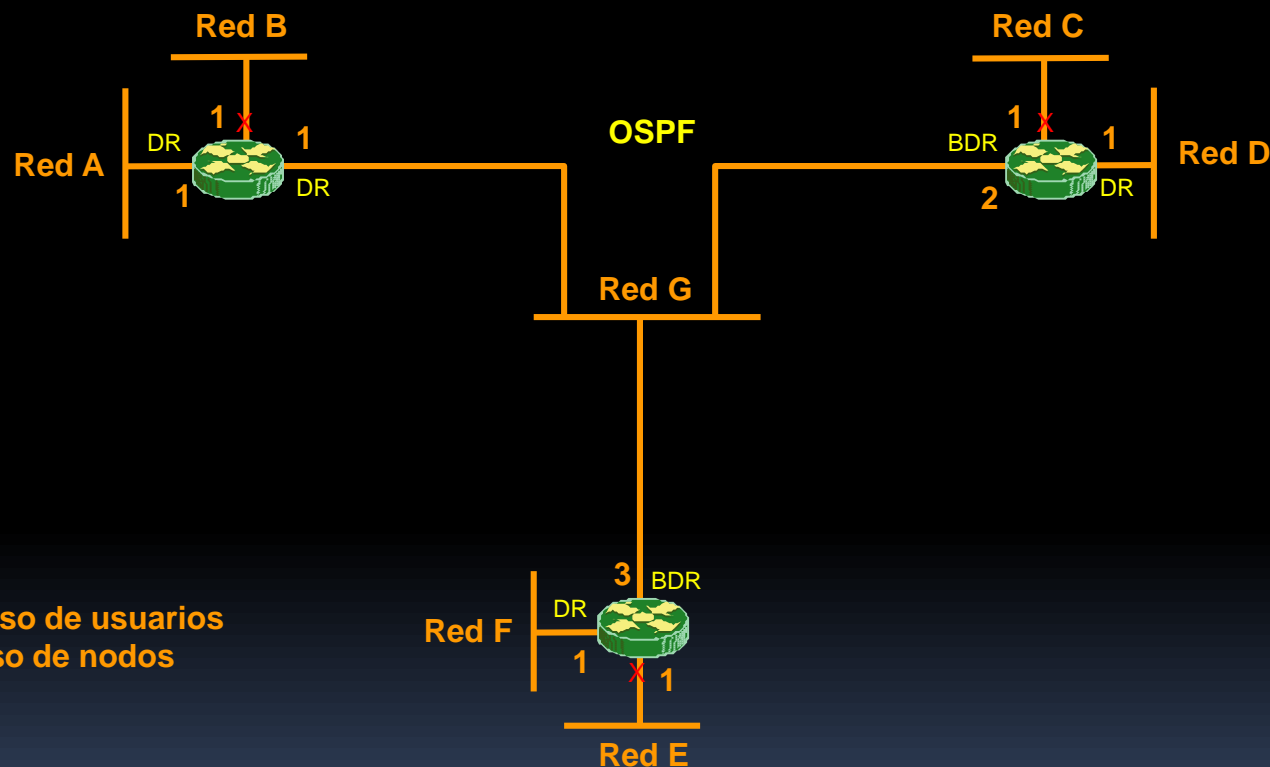 Red B
Red C
1 X 1
OSPF
1 X 1
DR
BDR
Red A
Red D
1
DR
2
DR
Red G
3 BDR
so de usuarios
DR
Red F
so de nodos
1
X 1
Red E